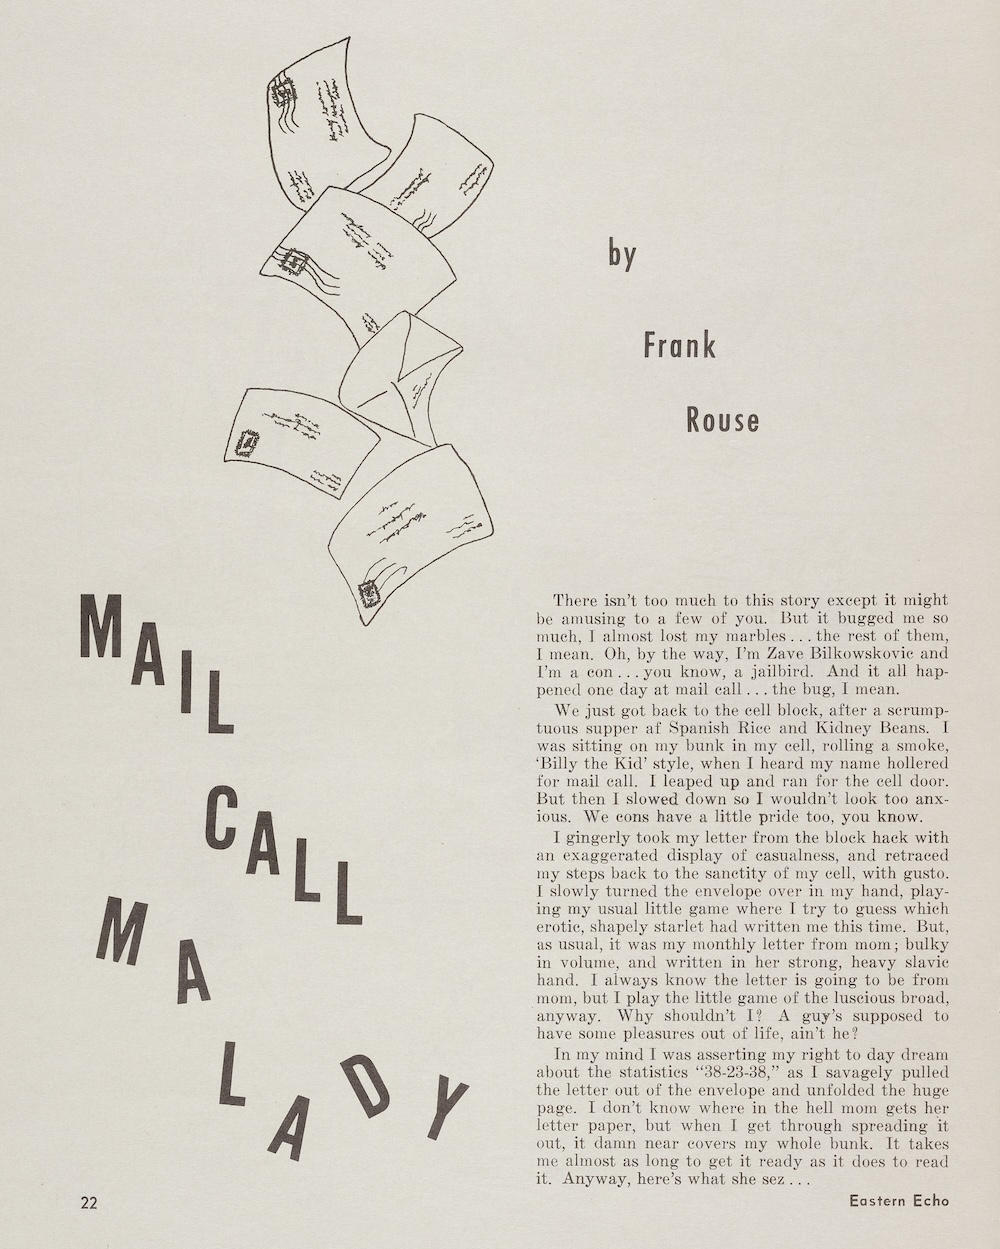 by
Frank
Rouse
MAIL
CALL
MALADY
There isn't too much to this story except it might
be amusing to a few of you. But it bugged me so
much, I almost lost my marbles . . . the rest of them,
I mean. Oh, by the way, I'm Zave Bilkowskovic and
I'm a con . . . you know, a jailbird. And it all hap-
pened one day at mail call . . . the bug, I mean.
We just got back to the cell block, after a scrump-
tuous supper af Spanish Rice and Kidney Beans. I
was sitting on my bunk in my cell, rolling a smoke,
'Billy the Kid' style, when I heard my name hollered
for mail call. I leaped up and ran for the cell door.
But then I slowed down so I wouldn't look too anx-
ious. We cons have a little pride too, you know.
I gingerly took my letter from the block hack with
an exaggerated display of casualness, and retraced
my steps back to the sanctity of my cell, with gusto.
I slowly turned the envelope over in my hand, play-
ing my usual little game where I try to guess which
erotic, shapely starlet had written me this time. But,
as usual, it was my monthly letter from mom; bulky
in volume, and written in her strong, heavy slavic
hand. I always know the letter is going to be from
mom, but I play the little game of the luscious broad,
anyway. Why shouldn't I? A guy's supposed to
have some pleasures out of life, ain't he?
In my mind I was asserting my right to day dream
about the statistics "38-23-38," as I savagely pulled
the letter out of the envelope and unfolded the huge
page. I don't know where in the hell mom gets her
letter paper, but when I get through spreading it
out, it damn near covers my whole bunk. It takes
me almost as long to get it ready as it does to read
it. Anyway, here's what she sez . . .
22
Eastern Echo